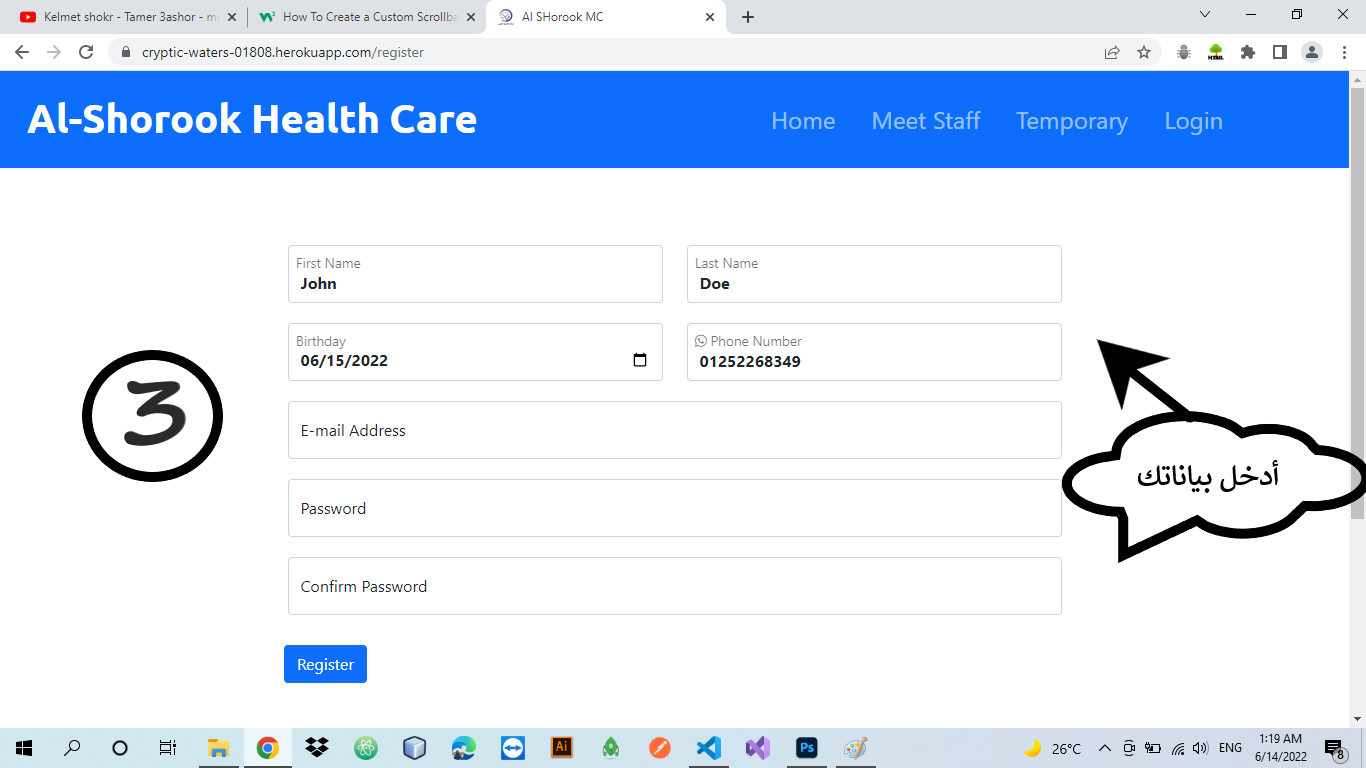 Kelmet shokr - Tamer 3ashor - m
How To Create a Custom Scrollba
Al SHorook MC
cryptic-waters-01808.herokuapp.com/register
HTML
Al-Shorook Health Care
Home
Meet Staff
Temporary
Login
First Name
John
Last Name
Doe
Birthday
06/15/2022
Phone Number
01252268349
3
E-mail Address
أدخل بياناتك
Password
Confirm Password
Register
Ai
Ps
26°C
ENG
1:19 AM
6/14/2022
8